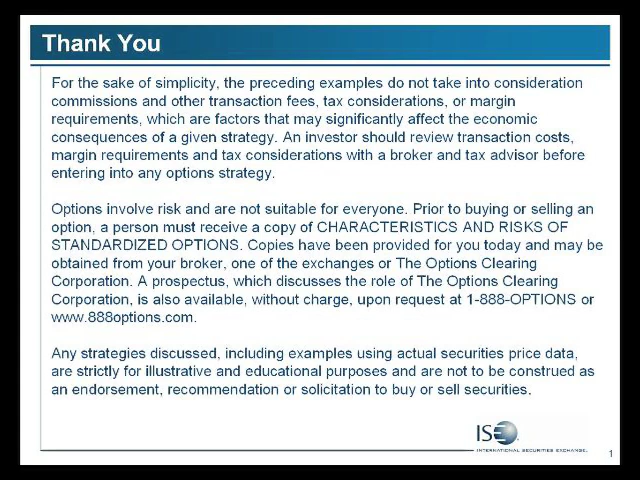 Thank You
For the sake of simplicity, the preceding examples do not take into consideration
commissions and other transaction fees, tax considerations, or margin
requirements, which are factors that may significantly affect the economic
consequences of a given strategy. An investor should review transaction costs,
margin requirements and tax considerations with a broker and tax advisor before
entering into any options strategy.
Options involve risk and are not suitable for everyone. Prior to buying or selling an
option, a person must receive a copy of CHARACTERISTICS AND RISKS OF
STANDARDIZED OPTIONS. Copies have been provided for you today and may be
obtained from your broker, one of the exchanges or The Options Clearing
Corporation. A prospectus, which discusses the role of The Options Clearing
Corporation, is also available, without charge, upon request at 1-888-OPTIONS or
www.888options.com.
Any strategies discussed, including examples using actual securities price data,
are strictly for illustrative and educational purposes and are not to be construed as
an endorsement, recommendation or solicitation to buy or sell securities.
ISE
INTERNATIONAL SECURITIES EXCHANGE.
1